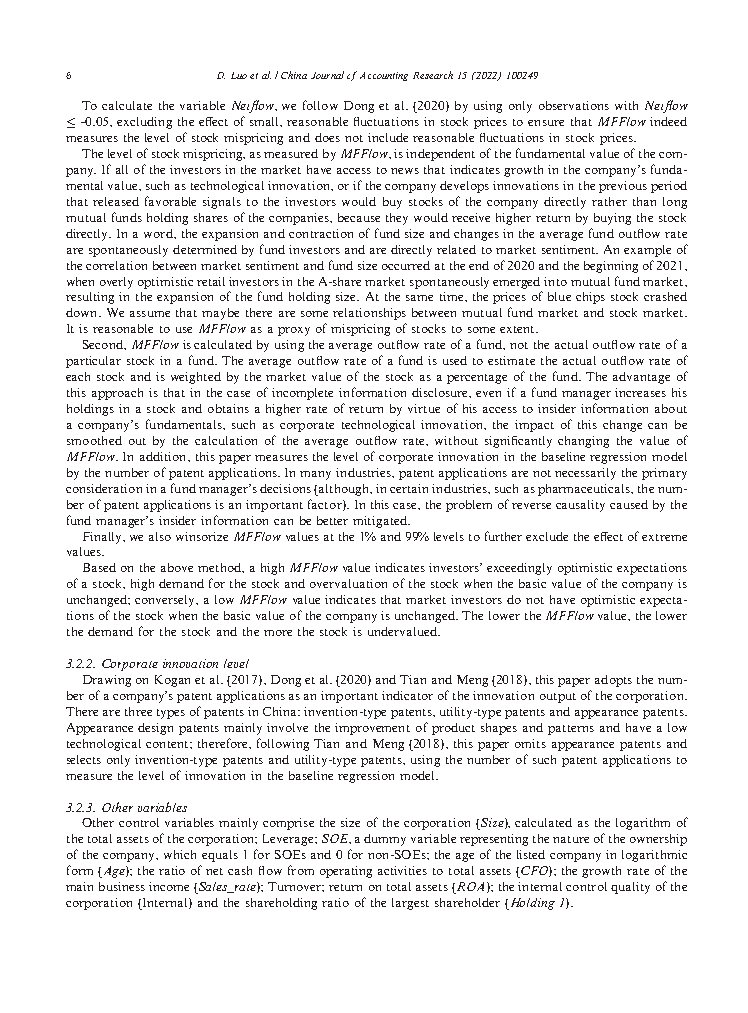 6
D. Luo et al. / China Journal of Accounting Research 15 (2022) 100249
To calculate the variable Netflow, we follow Dong et al. (2020) by using only observations with Netflow
≤ -0.05, excluding the effect of small, reasonable fluctuations in stock prices to ensure that MFFlow indeed
measures the level of stock mispricing and does not include reasonable fluctuations in stock prices.
The level of stock mispricing, as measured by MFFlow, is independent of the fundamental value of the com-
pany. If all of the investors in the market have access to news that indicates growth in the company's funda-
mental value, such as technological innovation, or if the company develops innovations in the previous period
that released favorable signals to the investors would buy stocks of the company directly rather than long
mutual funds holding shares of the companies, because they would receive higher return by buying the stock
directly. In a word, the expansion and contraction of fund size and changes in the average fund outflow rate
are spontaneously determined by fund investors and are directly related to market sentiment. An example of
the correlation between market sentiment and fund size occurred at the end of 2020 and the beginning of 2021,
when overly optimistic retail investors in the A-share market spontaneously emerged into mutual fund market,
resulting in the expansion of the fund holding size. At the same time, the prices of blue chips stock crashed
down. We assume that maybe there are some relationships between mutual fund market and stock market.
It is reasonable to use MFFlow as a proxy of mispricing of stocks to some extent.
Second, MFFlow is calculated by using the average outflow rate of a fund, not the actual outflow rate of a
particular stock in a fund. The average outflow rate of a fund is used to estimate the actual outflow rate of
each stock and is weighted by the market value of the stock as a percentage of the fund. The advantage of
this approach is that in the case of incomplete information disclosure, even if a fund manager increases his
holdings in a stock and obtains a higher rate of return by virtue of his access to insider information about
a company's fundamentals, such as corporate technological innovation, the impact of this change can be
smoothed out by the calculation of the average outflow rate, without significantly changing the value of
MFFlow. In addition, this paper measures the level of corporate innovation in the baseline regression model
by the number of patent applications. In many industries, patent applications are not necessarily the primary
consideration in a fund manager's decisions (although, in certain industries, such as pharmaceuticals, the num-
ber of patent applications is an important factor). In this case, the problem of reverse causality caused by the
fund manager's insider information can be better mitigated.
Finally, we also winsorize MFFlow values at the 1% and 99% levels to further exclude the effect of extreme
values.
Based on the above method, a high MFFlow value indicates investors' exceedingly optimistic expectations
of a stock, high demand for the stock and overvaluation of the stock when the basic value of the company is
unchanged; conversely, a low MFFlow value indicates that market investors do not have optimistic expecta-
tions of the stock when the basic value of the company is unchanged. The lower the MFFlow value, the lower
the demand for the stock and the more the stock is undervalued.
3.2.2. Corporate innovation level
Drawing on Kogan et al. (2017), Dong et al. (2020) and Tian and Meng (2018), this paper adopts the num-
ber of a company's patent applications as an important indicator of the innovation output of the corporation.
There are three types of patents in China: invention-type patents, utility-type patents and appearance patents.
Appearance design patents mainly involve the improvement of product shapes and patterns and have a low
technological content; therefore, following Tian and Meng (2018), this paper omits appearance patents and
selects only invention-type patents and utility-type patents, using the number of such patent applications to
measure the level of innovation in the baseline regression model.
3.2.3. Other variables
Other control variables mainly comprise the size of the corporation (Size), calculated as the logarithm of
the total assets of the corporation; Leverage; SOE, a dummy variable representing the nature of the ownership
of the company, which equals 1 for SOEs and 0 for non-SOEs; the age of the listed company in logarithmic
form (Age); the ratio of net cash flow from operating activities to total assets (CFO); the growth rate of the
main business income (Sales_rate); Turnover; return on total assets (ROA); the internal control quality of the
corporation (Internal) and the shareholding ratio of the largest shareholder (Holding 1).